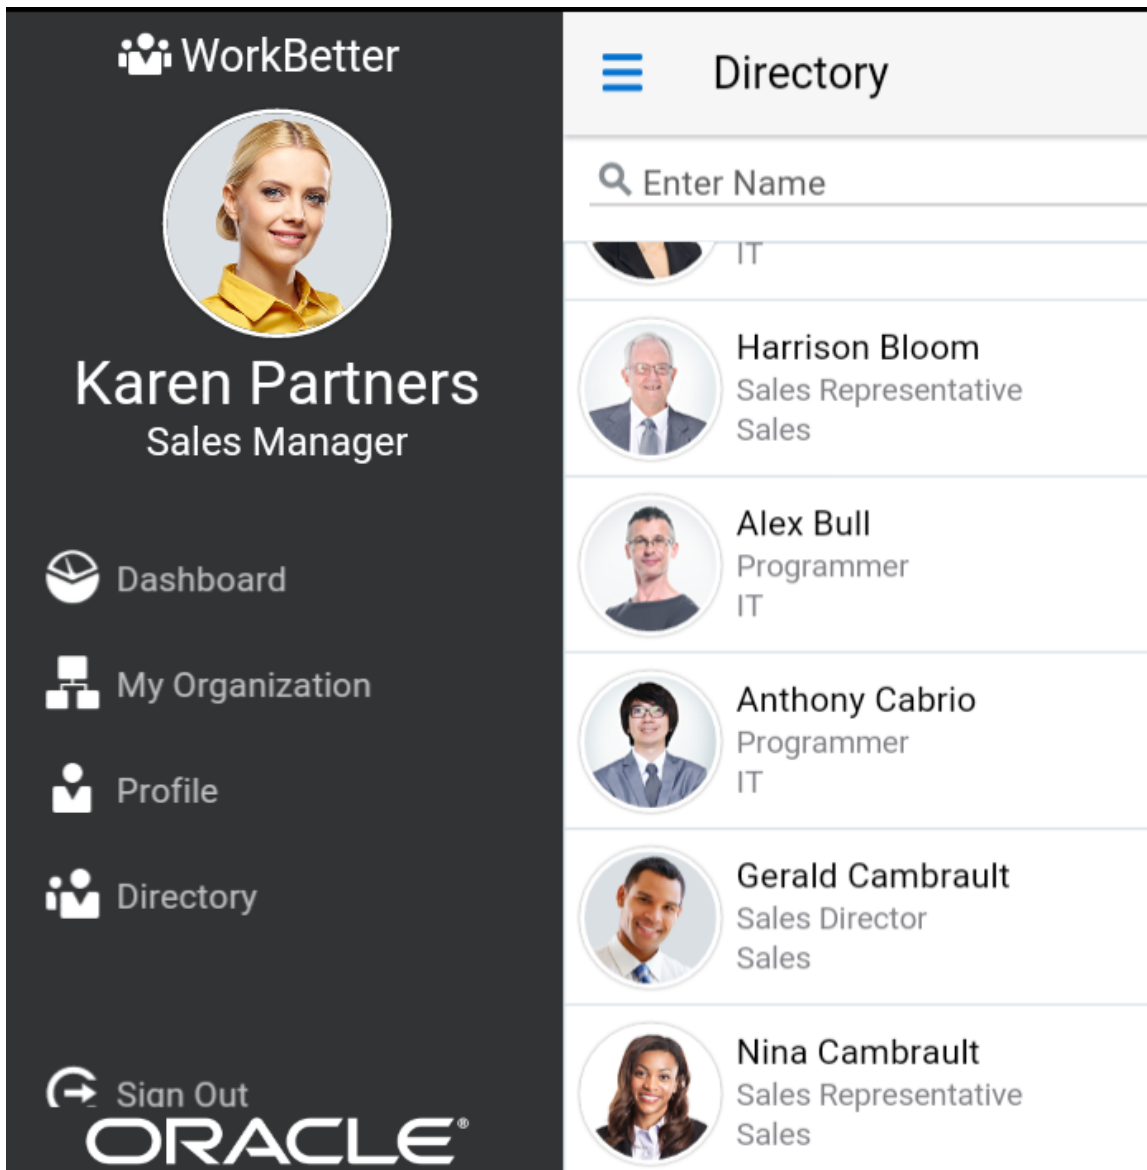 WorkBetter
Karen Partners
Sales Manager
Dashboard
My Organization
Profile
Directory
Sign Out
ORACLE®
Directory
Enter Name
IT
Harrison Bloom
Sales Representative
Sales
Alex Bull
Programmer
IT
Anthony Cabrio
Programmer
IT
Gerald Cambrault
Sales Director
Sales
Nina Cambrault
Sales Representative
Sales